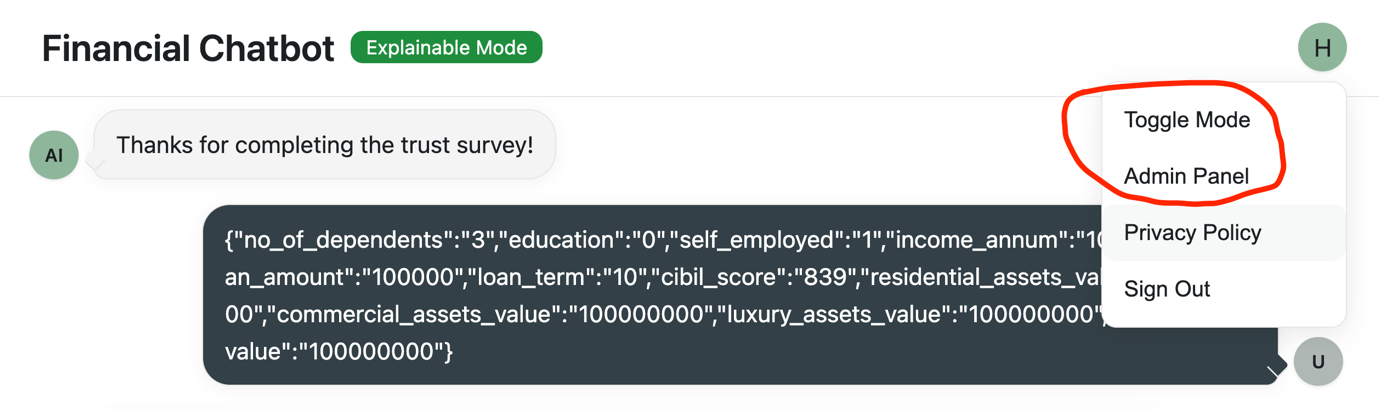 Financial Chatbot
Explainable Mode
H
Toggle Mode
Admin Panel
Privacy Policy
Sign Out
AI
Thanks for completing the trust survey!
{"no_of_dependents":"3","education":"0","self_employed":"1","income_annum":"10
an_amount":"100000","loan_term":"10","cibil_score":"839","residential_assets_val
00","commercial_assets_value":"100000000","luxury_assets_value":"100000000",
value":"100000000"}
U